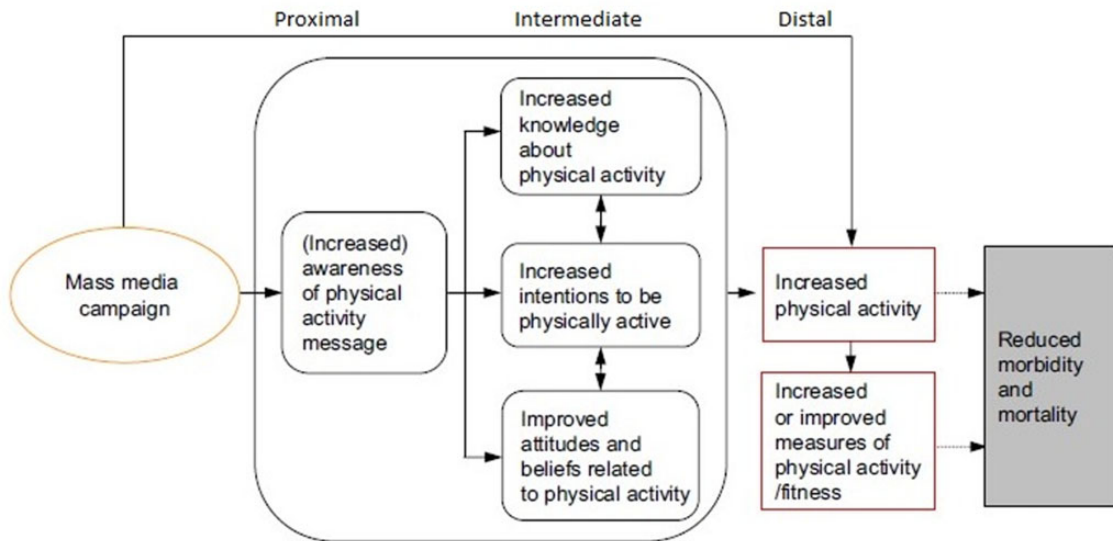 Proximal
Intermediate
Distal
Mass media
campaign
(Increased)
awareness
of physical
activity
message
Increased
knowledge
about
physical activity
Increased
intentions to be
physically active
Improved
attitudes and
beliefs related
to physical activity
Increased
physical activity
Increased
or improved
measures of
physical activity
/fitness
Reduced
morbidity
and
mortality